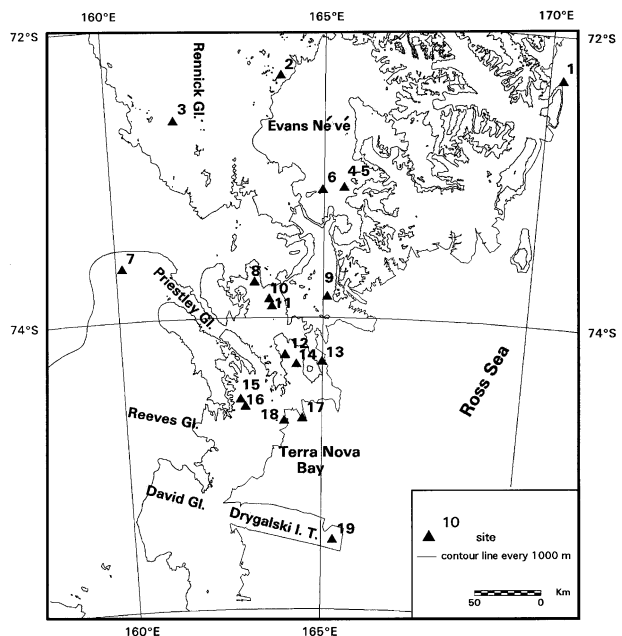 160°E
165°E
170°E
72°S
72°S
Rennick Gl.
2
1
3
Evans Névé
4-5
6
7
8
9
10
11
Priestley Gl.
74°S
74°S
12
13
14
15
16
17
18
Ross Sea
Reeves Gl.
Terra Nova
Bay
David Gl.
Drygalski I. T.
19
10
site
contour line every 1000 m
Km
50
0
160°E
165°E